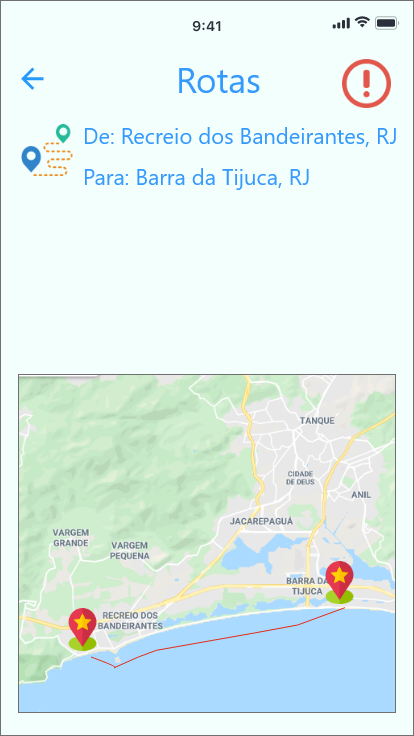 9:41
Rotas
De: Recreio dos Bandeirantes, RJ
Para: Barra da Tijuca, RJ
TANQUE
CIDADE
DE DEUS
ANIL
JACAREPAGUÁ
VARGEM
GRANDE
VARGEM
PEQUENA
BARRA DA
TIJUCA
RECREIO DOS
BANDEIRANTES